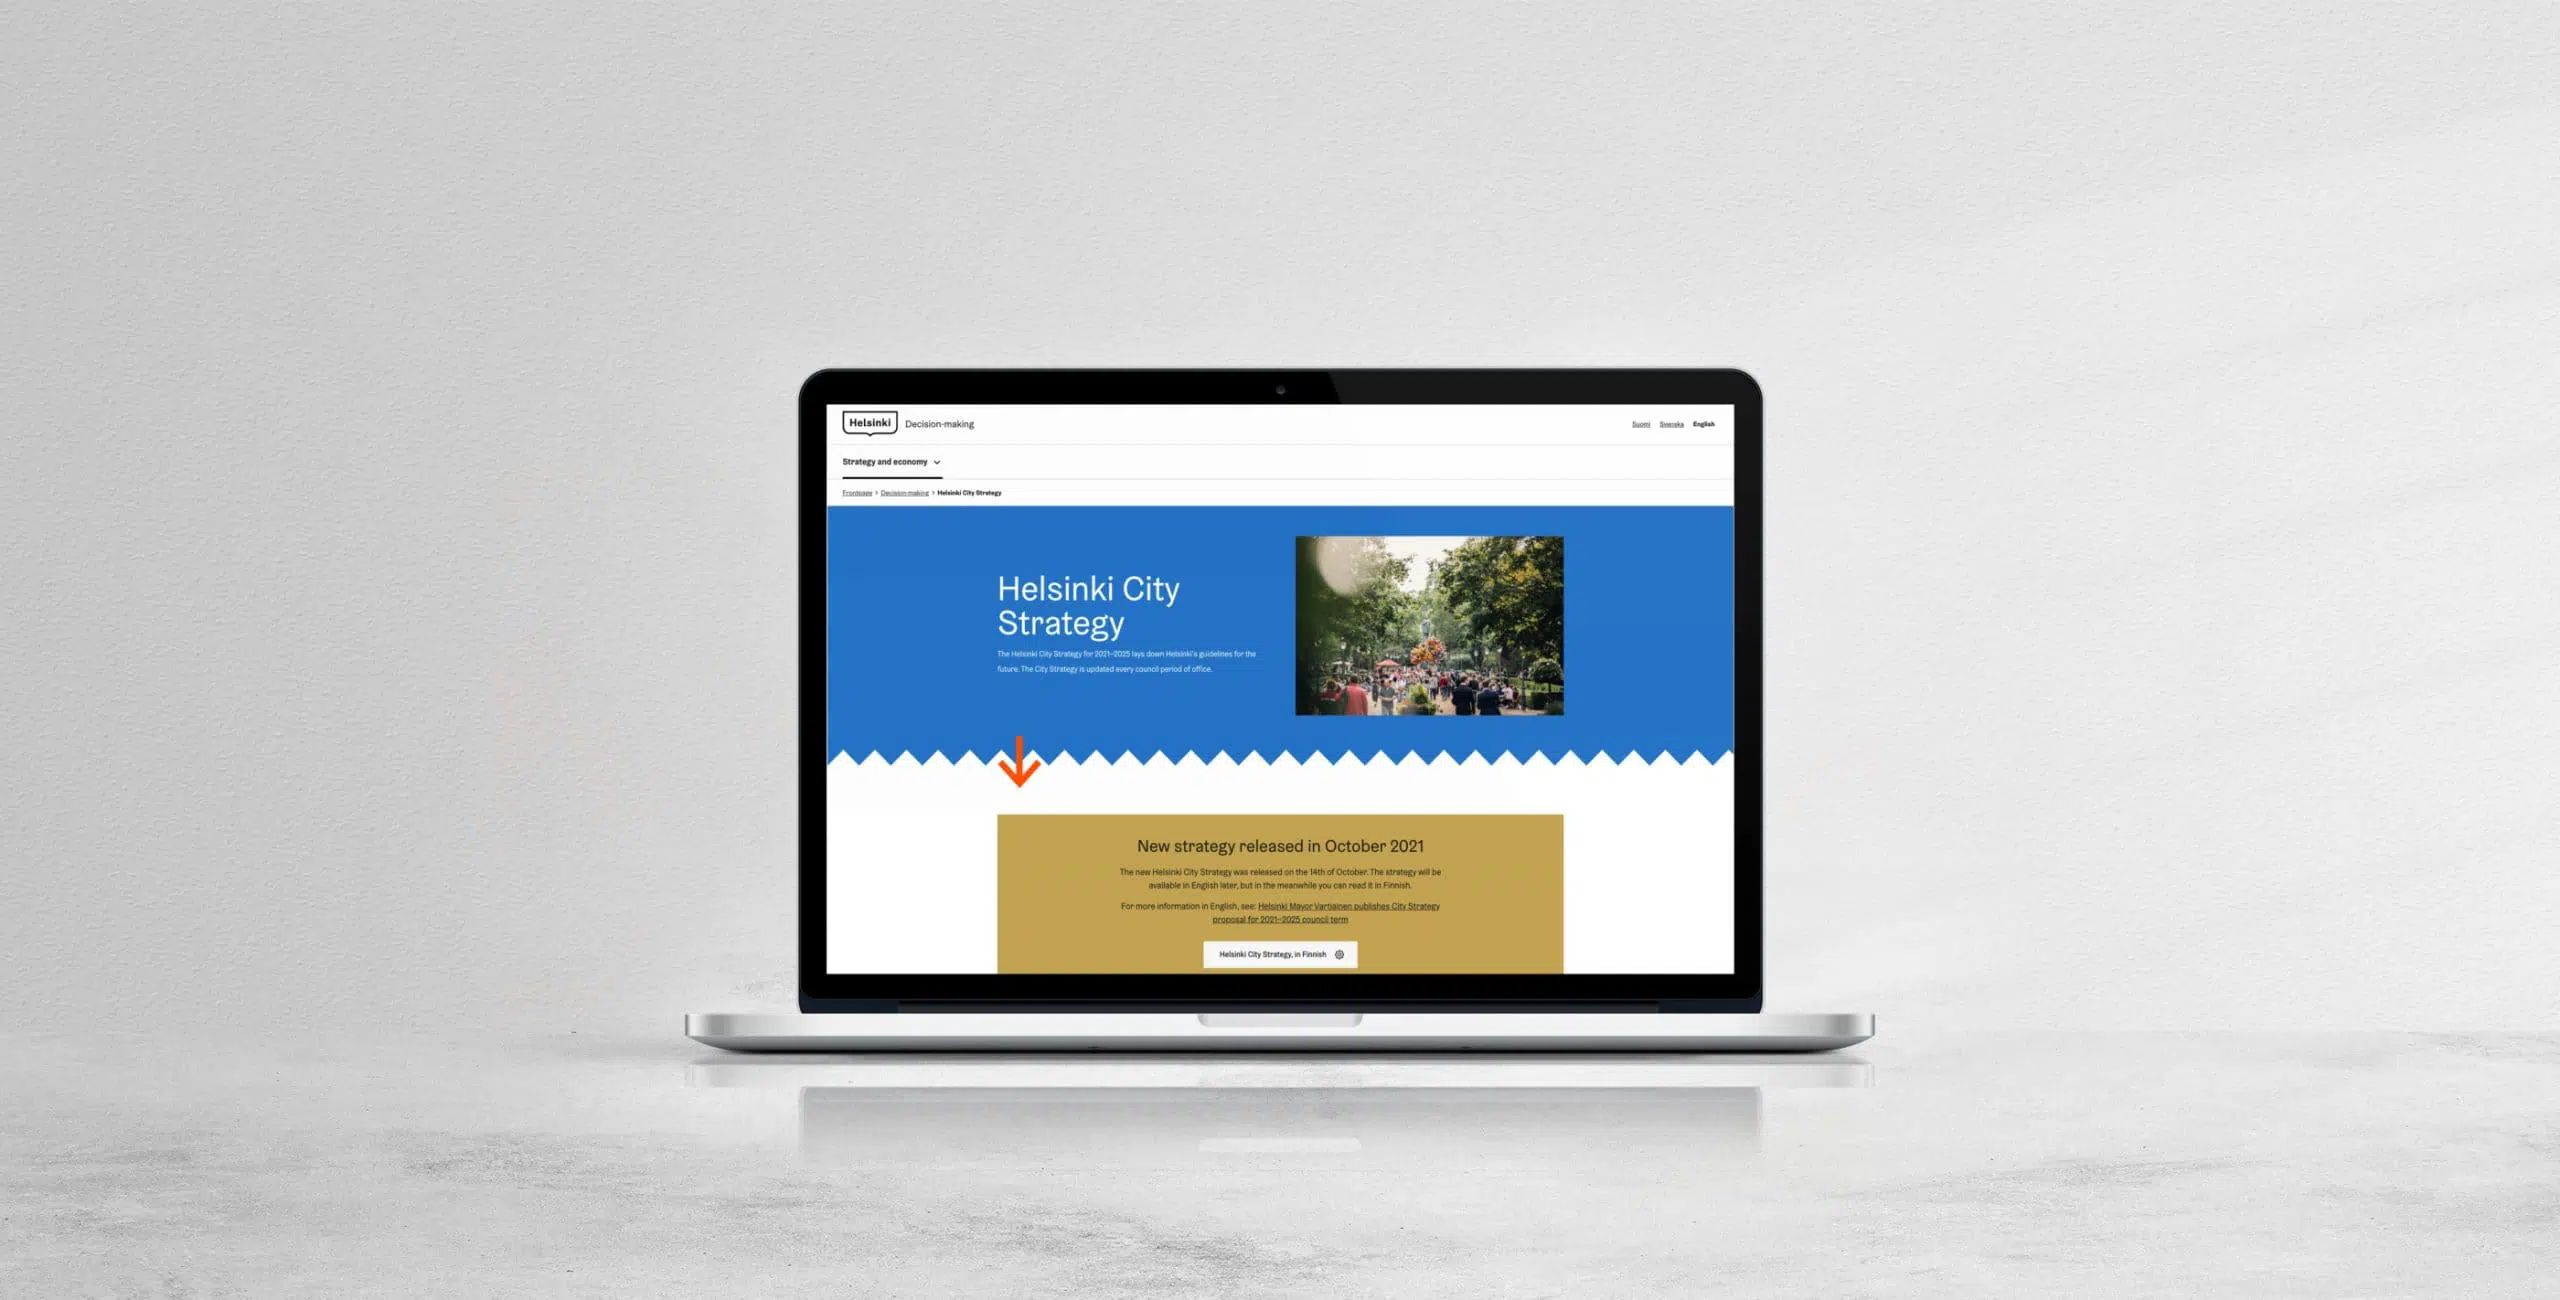 Helsinki Decision-making
Suomi Svenska English
Strategy and economy
Frontpage > Decision-making > Helsinki City Strategy
Helsinki City
Strategy
The Helsinki City Strategy for 2021–2025 lays down Helsinki's guidelines for the
future. The City Strategy is updated every council period of office.
New strategy released in October 2021
The new Helsinki City Strategy was released on the 14th of October. The strategy will be
available in English later, but in the meanwhile you can read it in Finnish.
For more information in English, see: Helsinki Mayor Vartiainen publishes City Strategy
proposal for 2021–2025 council term
Helsinki City Strategy, in Finnish